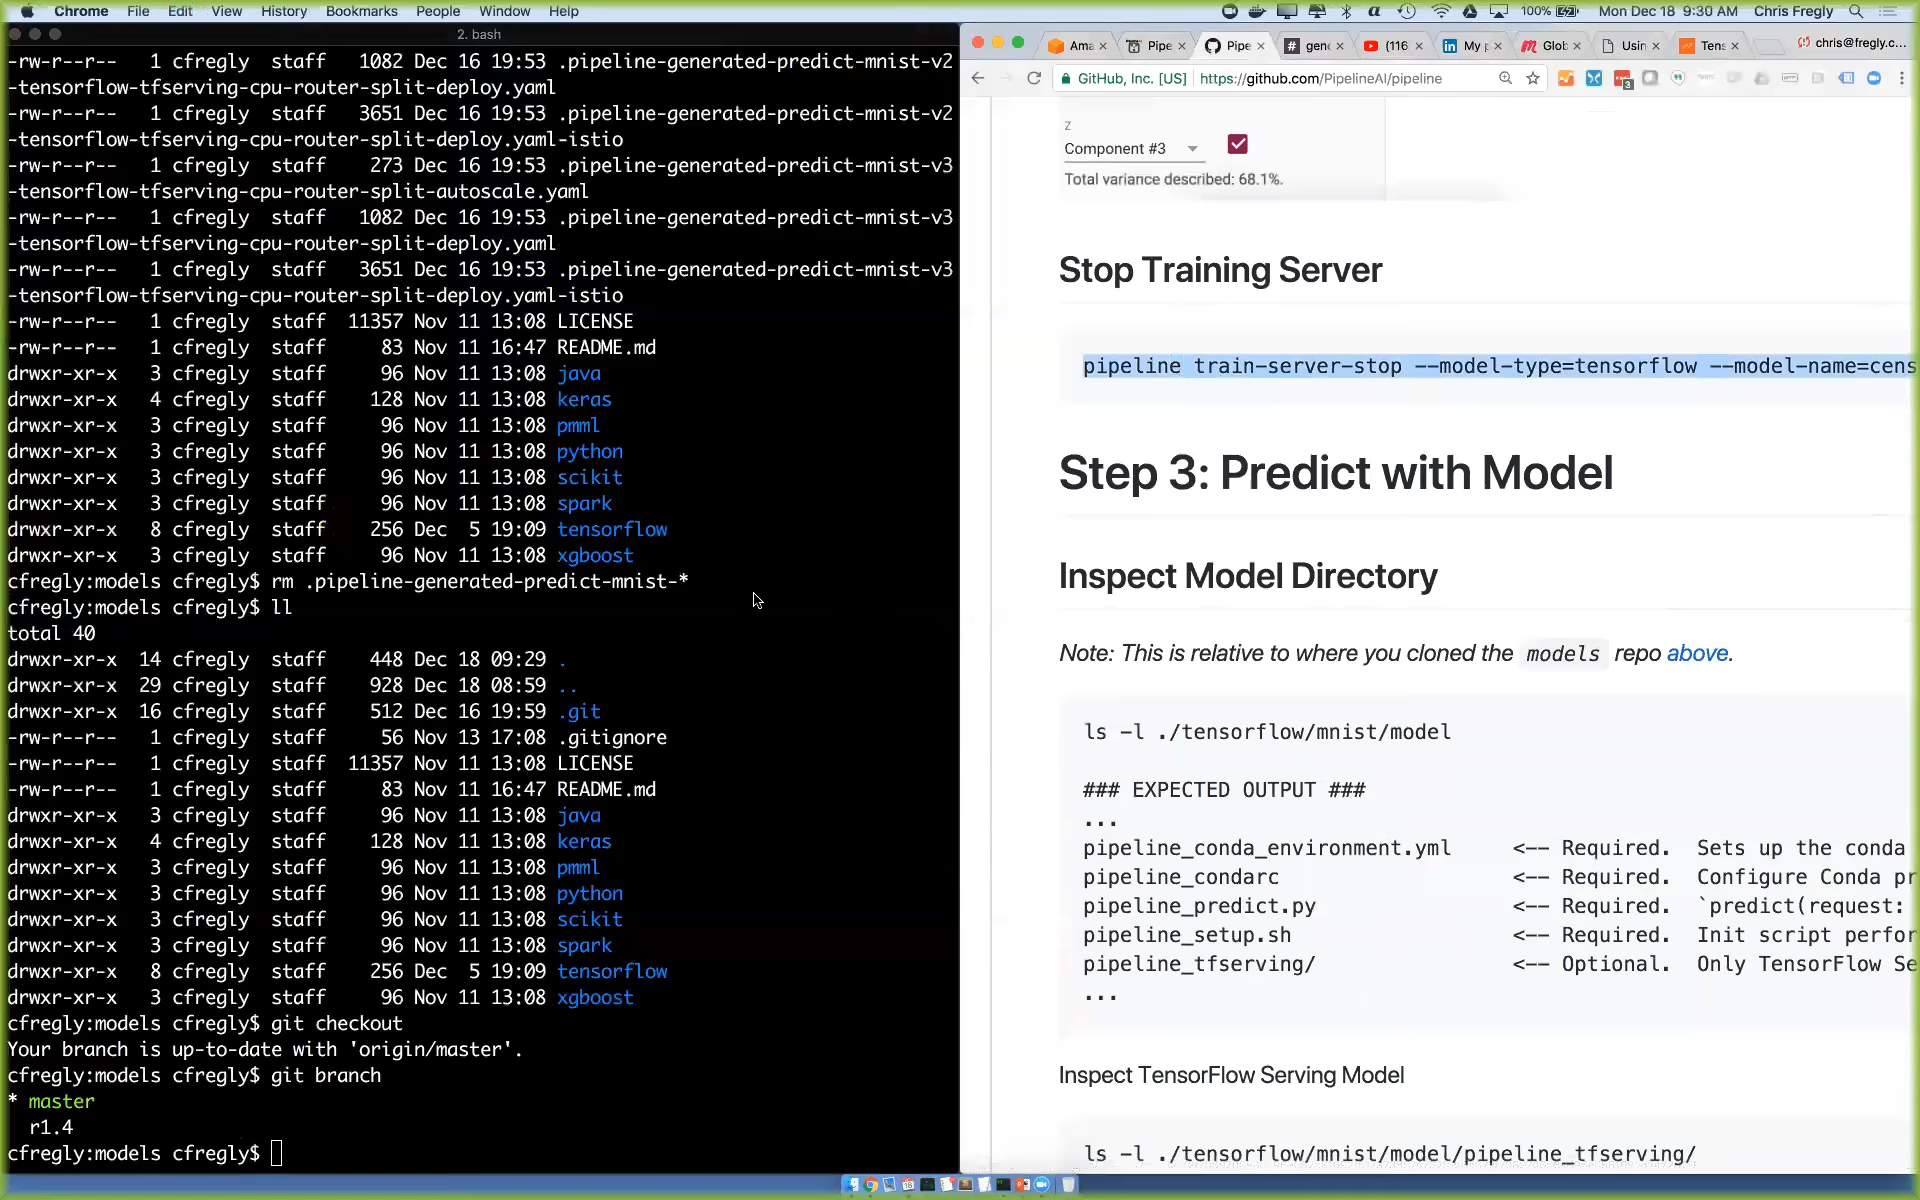 Chrome File Edit View History Bookmarks People Window Help
100% Mon Dec 18 9:30 AM Chris Fregly
2. bash
-rw-r--r-- 1 cfregly staff 1082 Dec 16 19:53 .pipeline-generated-predict-mnist-v2
-tensorflow-tfserving-cpu-router-split-deploy.yaml
-rw-r--r-- 1 cfregly staff 3651 Dec 16 19:53 .pipeline-generated-predict-mnist-v2
-tensorflow-tfserving-cpu-router-split-deploy.yaml-istio
-rw-r--r-- 1 cfregly staff 273 Dec 16 19:53 .pipeline-generated-predict-mnist-v3
-tensorflow-tfserving-cpu-router-split-autoscale.yaml
-rw-r--r-- 1 cfregly staff 1082 Dec 16 19:53 .pipeline-generated-predict-mnist-v3
-tensorflow-tfserving-cpu-router-split-deploy.yaml
-rw-r--r-- 1 cfregly staff 3651 Dec 16 19:53 .pipeline-generated-predict-mnist-v3
-tensorflow-tfserving-cpu-router-split-deploy.yaml-istio
-rw-r--r-- 1 cfregly staff 11357 Nov 11 13:08 LICENSE
-rw-r--r-- 1 cfregly staff 83 Nov 11 16:47 README.md
drwxr-xr-x 3 cfregly staff 96 Nov 11 13:08 java
drwxr-xr-x 4 cfregly staff 128 Nov 11 13:08 keras
drwxr-xr-x 3 cfregly staff 96 Nov 11 13:08 pmml
drwxr-xr-x 3 cfregly staff 96 Nov 11 13:08 python
drwxr-xr-x 3 cfregly staff 96 Nov 11 13:08 scikit
drwxr-xr-x 3 cfregly staff 96 Nov 11 13:08 spark
drwxr-xr-x 8 cfregly staff 256 Dec 5 19:09 tensorflow
drwxr-xr-x 3 cfregly staff 96 Nov 11 13:08 xgboost
cfregly:models cfregly$ rm .pipeline-generated-predict-mnist-*
cfregly:models cfregly$ ll
total 40
drwxr-xr-x 14 cfregly staff 448 Dec 18 09:29 .
drwxr-xr-x 29 cfregly staff 928 Dec 18 08:59 ..
drwxr-xr-x 16 cfregly staff 512 Dec 16 19:59 .git
-rw-r--r-- 1 cfregly staff 56 Nov 13 17:08 .gitignore
-rw-r--r-- 1 cfregly staff 11357 Nov 11 13:08 LICENSE
-rw-r--r-- 1 cfregly staff 83 Nov 11 16:47 README.md
drwxr-xr-x 3 cfregly staff 96 Nov 11 13:08 java
drwxr-xr-x 4 cfregly staff 128 Nov 11 13:08 keras
drwxr-xr-x 3 cfregly staff 96 Nov 11 13:08 pmml
drwxr-xr-x 3 cfregly staff 96 Nov 11 13:08 python
drwxr-xr-x 3 cfregly staff 96 Nov 11 13:08 scikit
drwxr-xr-x 3 cfregly staff 96 Nov 11 13:08 spark
drwxr-xr-x 8 cfregly staff 256 Dec 5 19:09 tensorflow
drwxr-xr-x 3 cfregly staff 96 Nov 11 13:08 xgboost
cfregly:models cfregly$ git checkout
Your branch is up-to-date with 'origin/master'.
cfregly:models cfregly$ git branch
* master
r1.4
cfregly:models cfregly$
Ama Pipe Pipe gen (116 My p Glob Usin Tens chris@fregly.c...
GitHub, Inc. [US] https://github.com/PipelineAI/pipeline
Z
Component #3
Total variance described: 68.1%.
Stop Training Server
pipeline train-server-stop --model-type=tensorflow --model-name=cens
Step 3: Predict with Model
Inspect Model Directory
Note: This is relative to where you cloned the models repo above.
ls -l ./tensorflow/mnist/model
### EXPECTED OUTPUT ###
...
pipeline_conda_environment.yml <-- Required. Sets up the conda
pipeline_condarc <-- Required. Configure Conda pr
pipeline_predict.py <-- Required. `predict(request:
pipeline_setup.sh <-- Required. Init script perfor
pipeline_tfserving/ <-- Optional. Only TensorFlow Se
...
Inspect TensorFlow Serving Model
ls -l ./tensorflow/mnist/model/pipeline_tfserving/